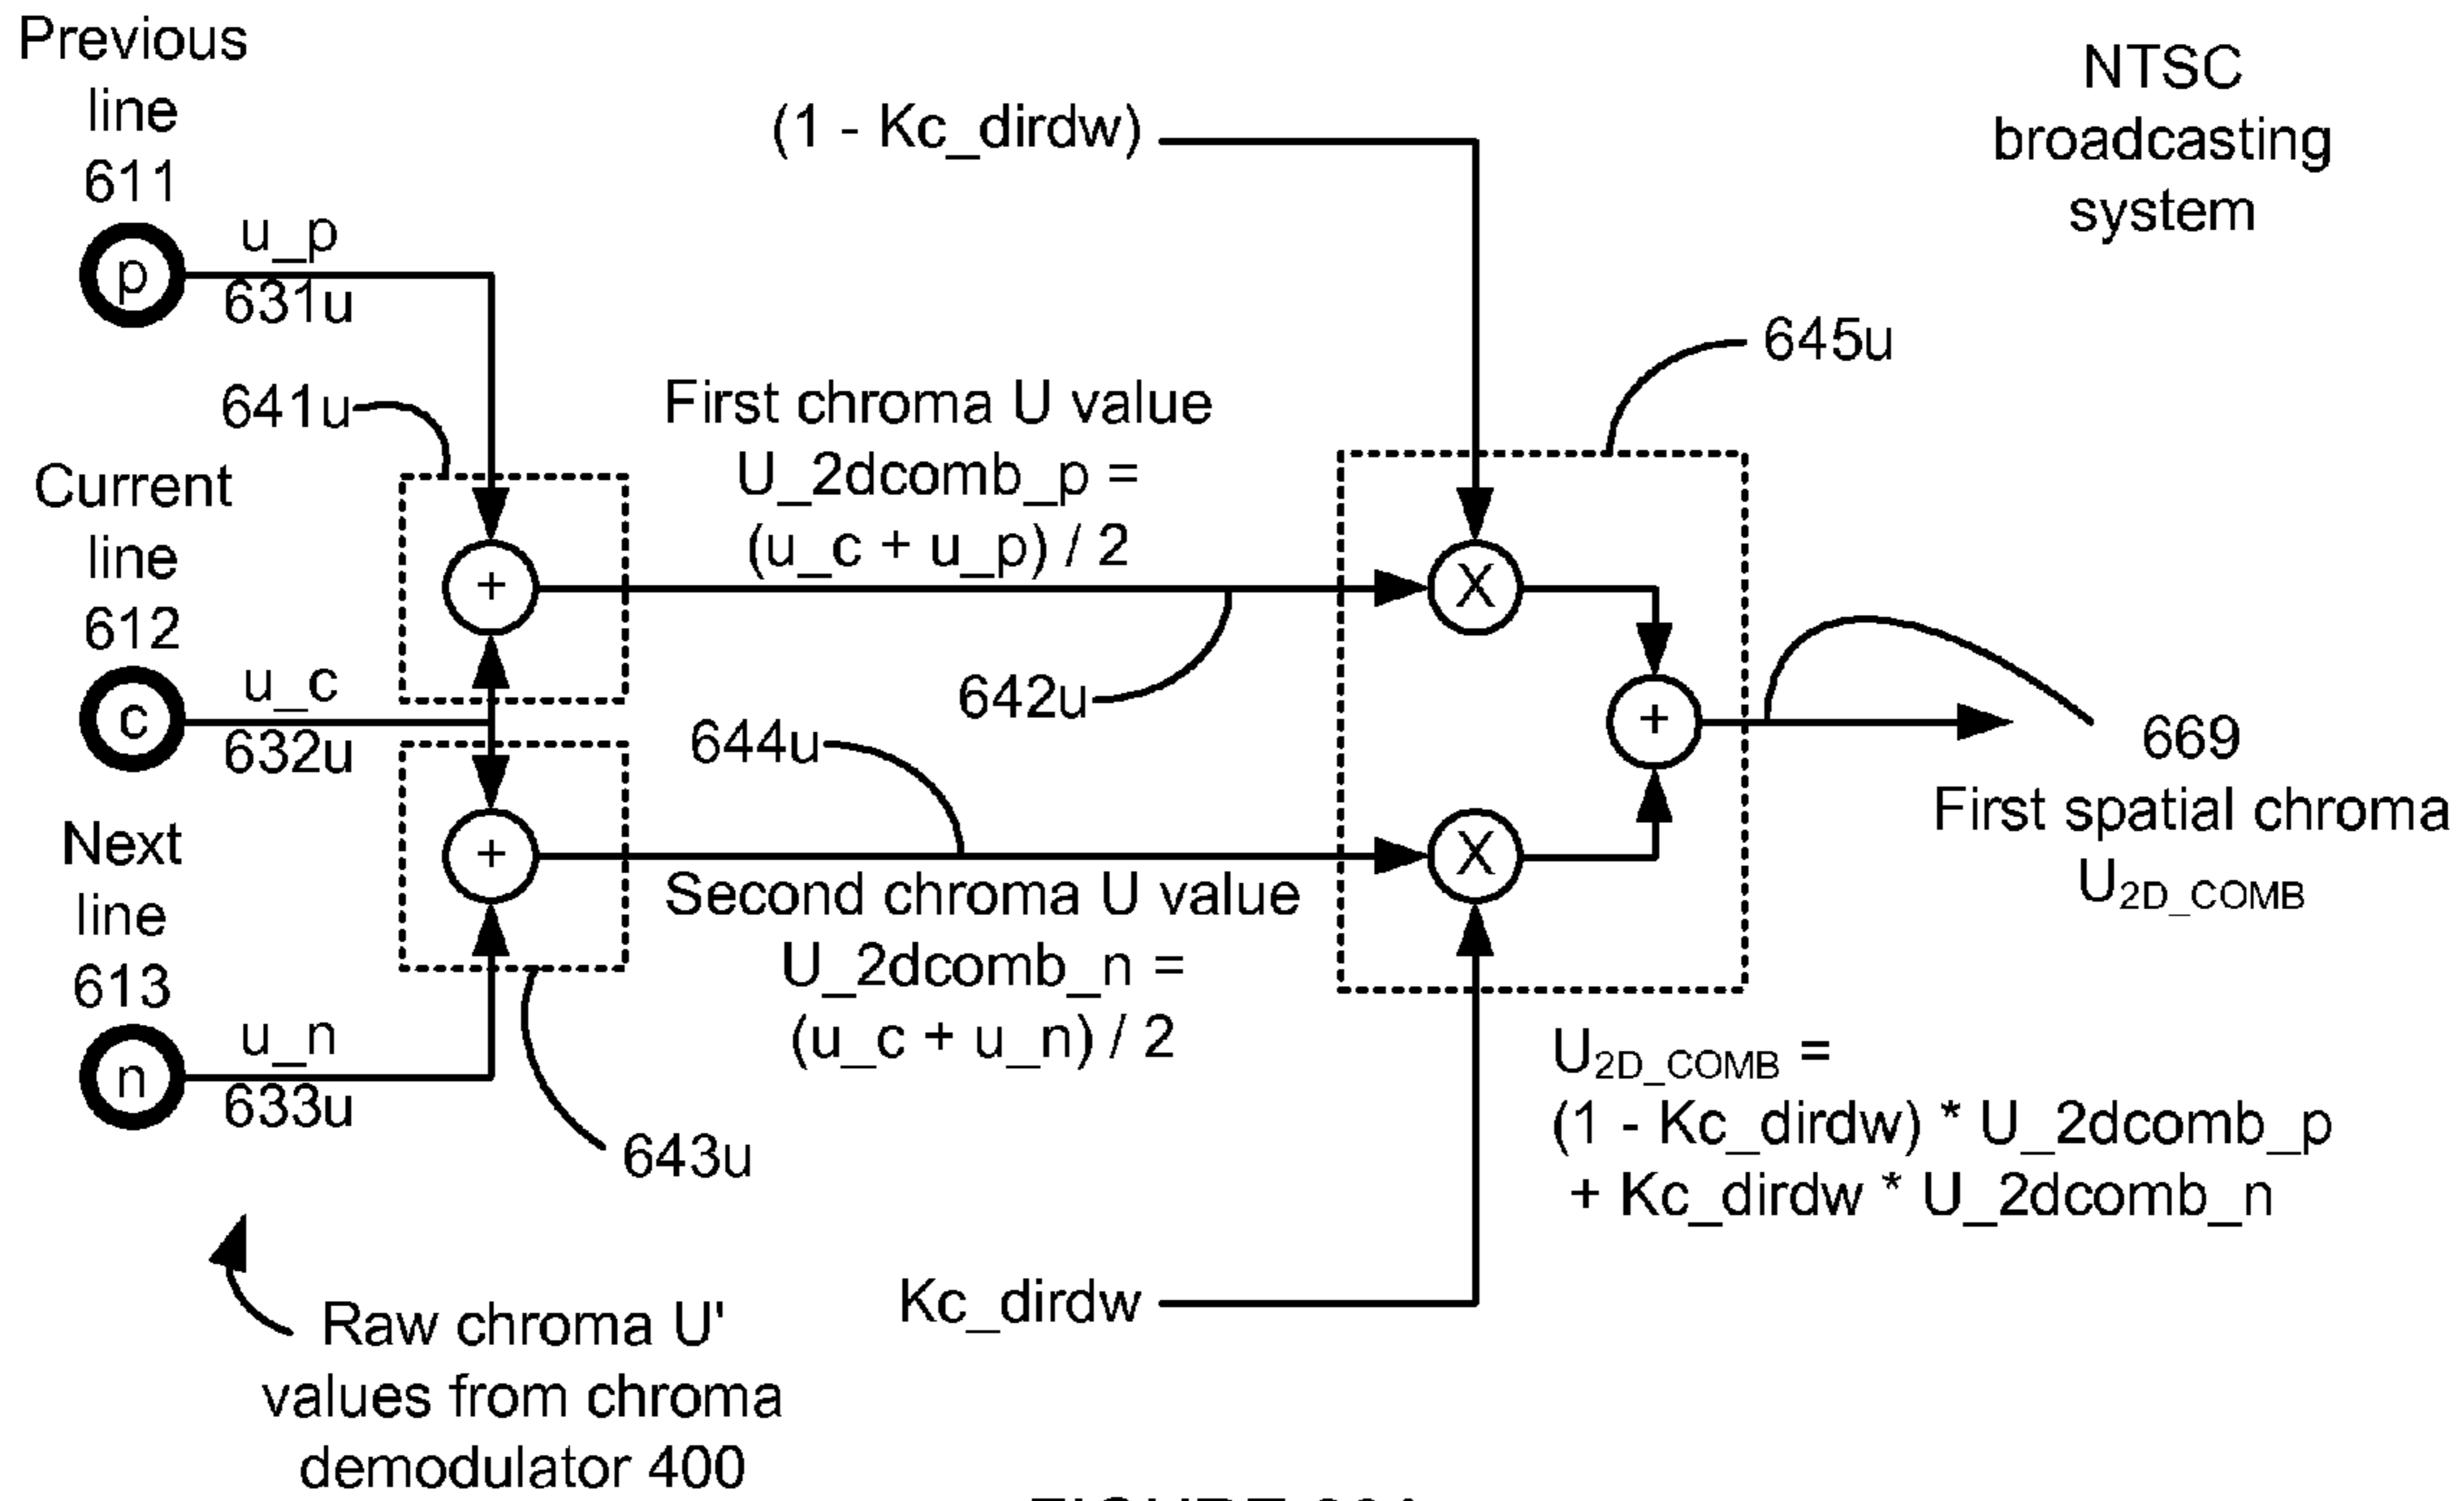 Previous
line
611
p
u_p
631u
(1 - Kc_dirdw)
NTSC
broadcasting
system
645u
641u
First chroma U value
U_2dcomb_p =
(u_c + u_p) / 2
Current
line
612
c
u_c
632u
+
X
642u
644u
+
669
First spatial chroma
U2D_COMB
Next
line
613
n
u_n
633u
+
X
Second chroma U value
U_2dcomb_n =
(u_c + u_n) / 2
643u
U2D_COMB =
(1 - Kc_dirdw) * U_2dcomb_p
+ Kc_dirdw * U_2dcomb_n
Kc_dirdw
Raw chroma U'
values from chroma
demodulator 400